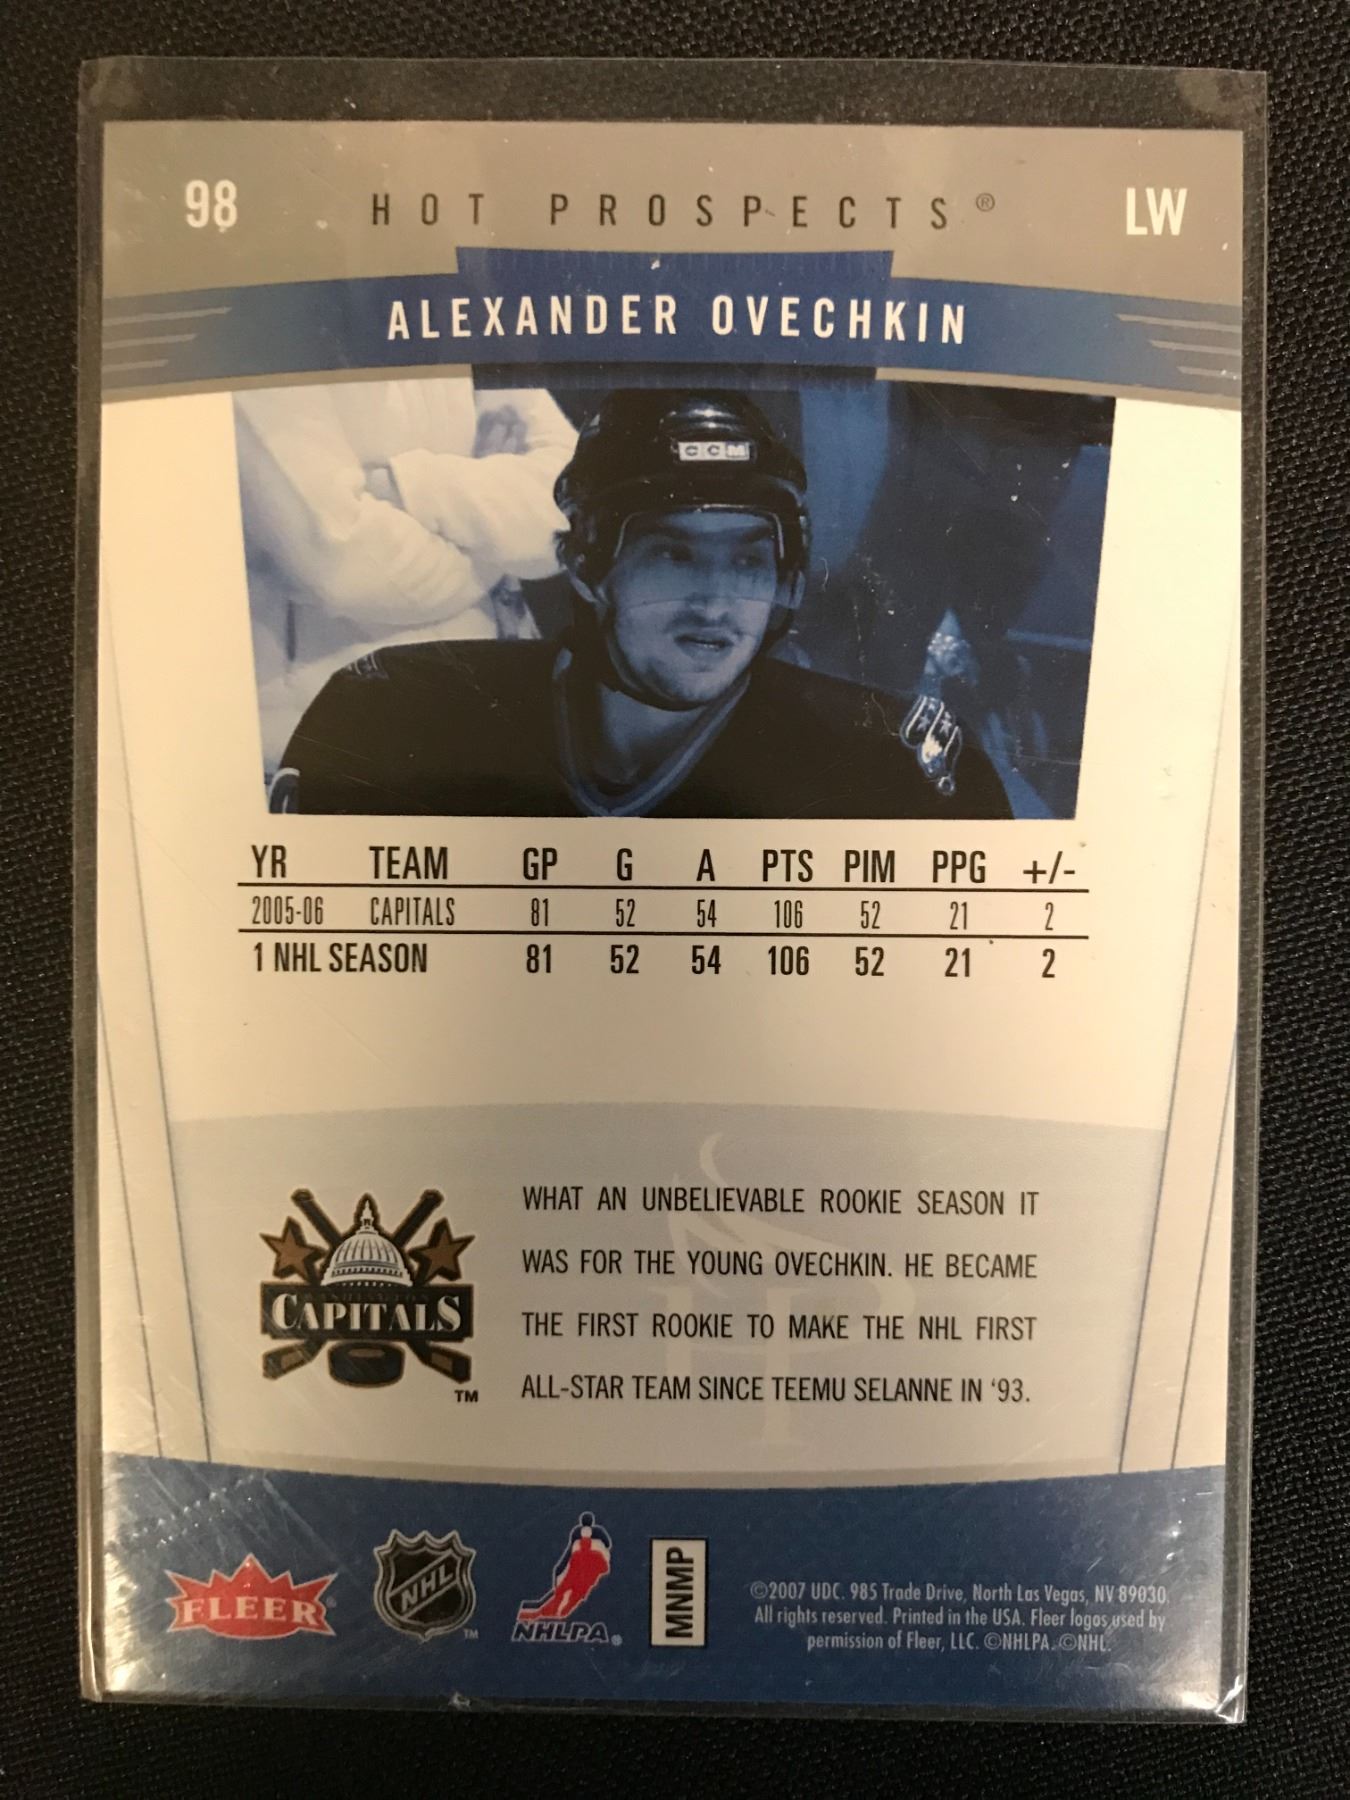 98 HOT PROSPECTS® LW
ALEXANDER OVECHKIN
CCM
YR TEAM GP G A PTS PIM PPG +/-
2005-06 CAPITALS 81 52 54 106 52 21 2
1 NHL SEASON 81 52 54 106 52 21 2
WHAT AN UNBELIEVABLE ROOKIE SEASON IT
WAS FOR THE YOUNG OVECHKIN. HE BECAME
THE FIRST ROOKIE TO MAKE THE NHL FIRST
ALL-STAR TEAM SINCE TEEMU SELANNE IN ‘93.
WASHINGTON
CAPITALS
TM
FLEER®
NHL
TM
NHLPA®
MNMP
©2007 UDC. 985 Trade Drive, North Las Vegas, NV 89030.
All rights reserved. Printed in the USA. Fleer logos used by
permission of Fleer, LLC. ©NHLPA. ©NHL.